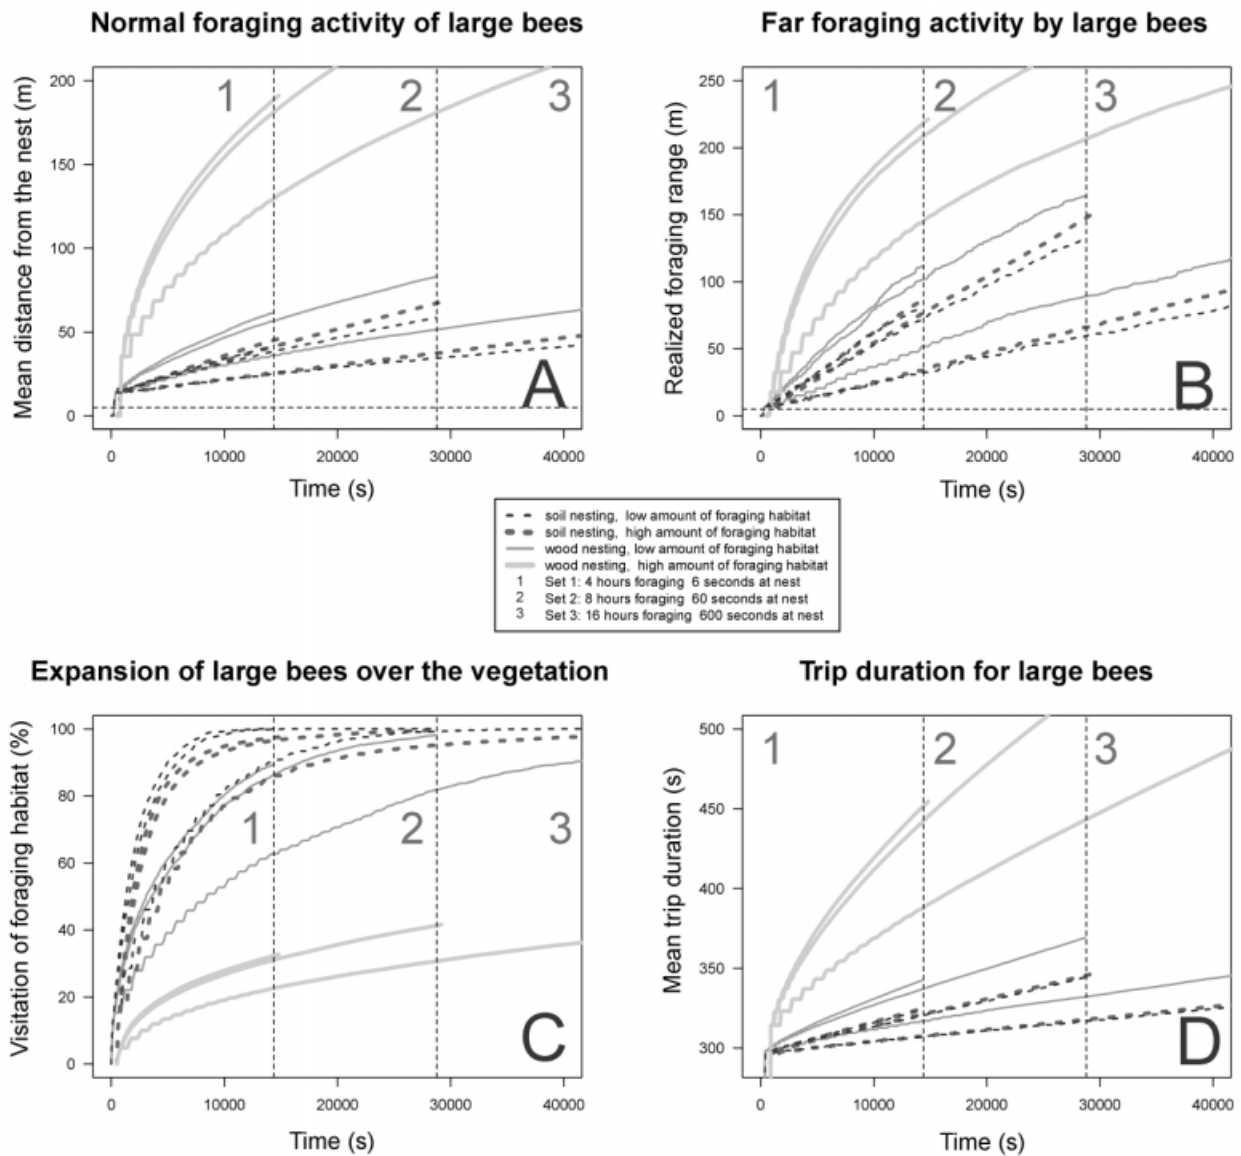 Normal foraging activity of large bees
Mean distance from the nest (m)
200
150
100
50
0
1
2
3
A
0 10000 20000 30000 40000
Time (s)
Far foraging activity by large bees
Realized foraging range (m)
250
200
150
100
50
0
1
2
3
B
0 10000 20000 30000 40000
Time (s)
soil nesting, low amount of foraging habitat
soil nesting, high amount of foraging habitat
wood nesting, low amount of foraging habitat
wood nesting, high amount of foraging habitat
1 Set 1: 4 hours foraging 6 seconds at nest
2 Set 2: 8 hours foraging 60 seconds at nest
3 Set 3: 16 hours foraging 600 seconds at nest
Expansion of large bees over the vegetation
Visitation of foraging habitat (%)
100
80
60
40
20
0
1
2
3
C
0 10000 20000 30000 40000
Time (s)
Trip duration for large bees
Mean trip duration (s)
500
450
400
350
300
1
2
3
D
0 10000 20000 30000 40000
Time (s)